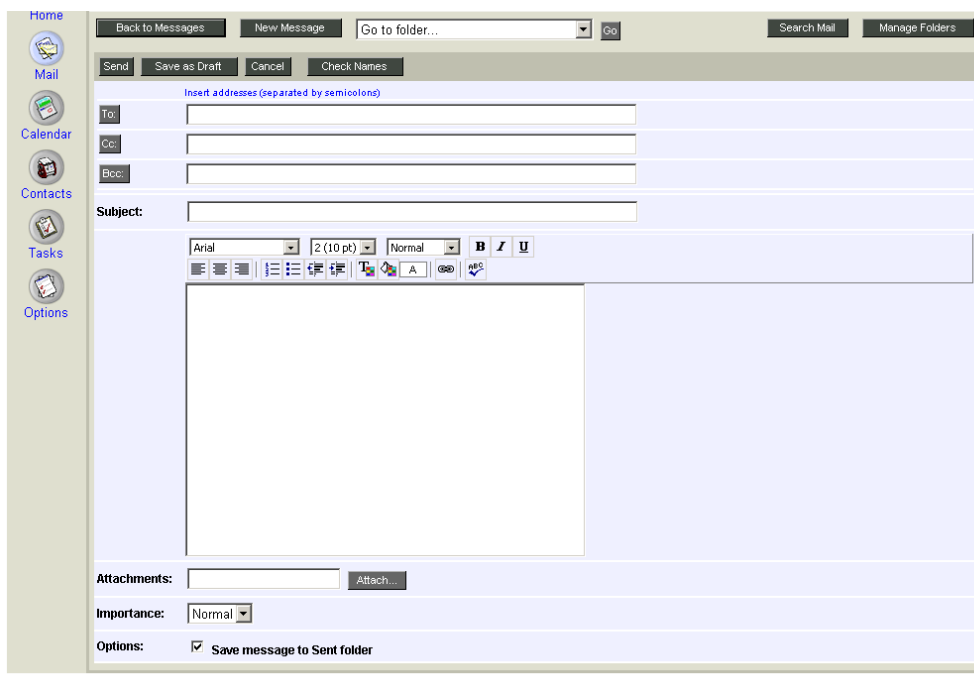 Home
Mail
Calendar
Contacts
Tasks
Options
Back to Messages New Message Go to folder... Go Search Mail Manage Folders
Send Save as Draft Cancel Check Names
Insert addresses (separated by semicolons)
To:
Cc:
Bcc:
Subject:
Arial 2 (10 pt) Normal B I U
T A ABC
Attachments: Attach...
Importance: Normal
Options: Save message to Sent folder